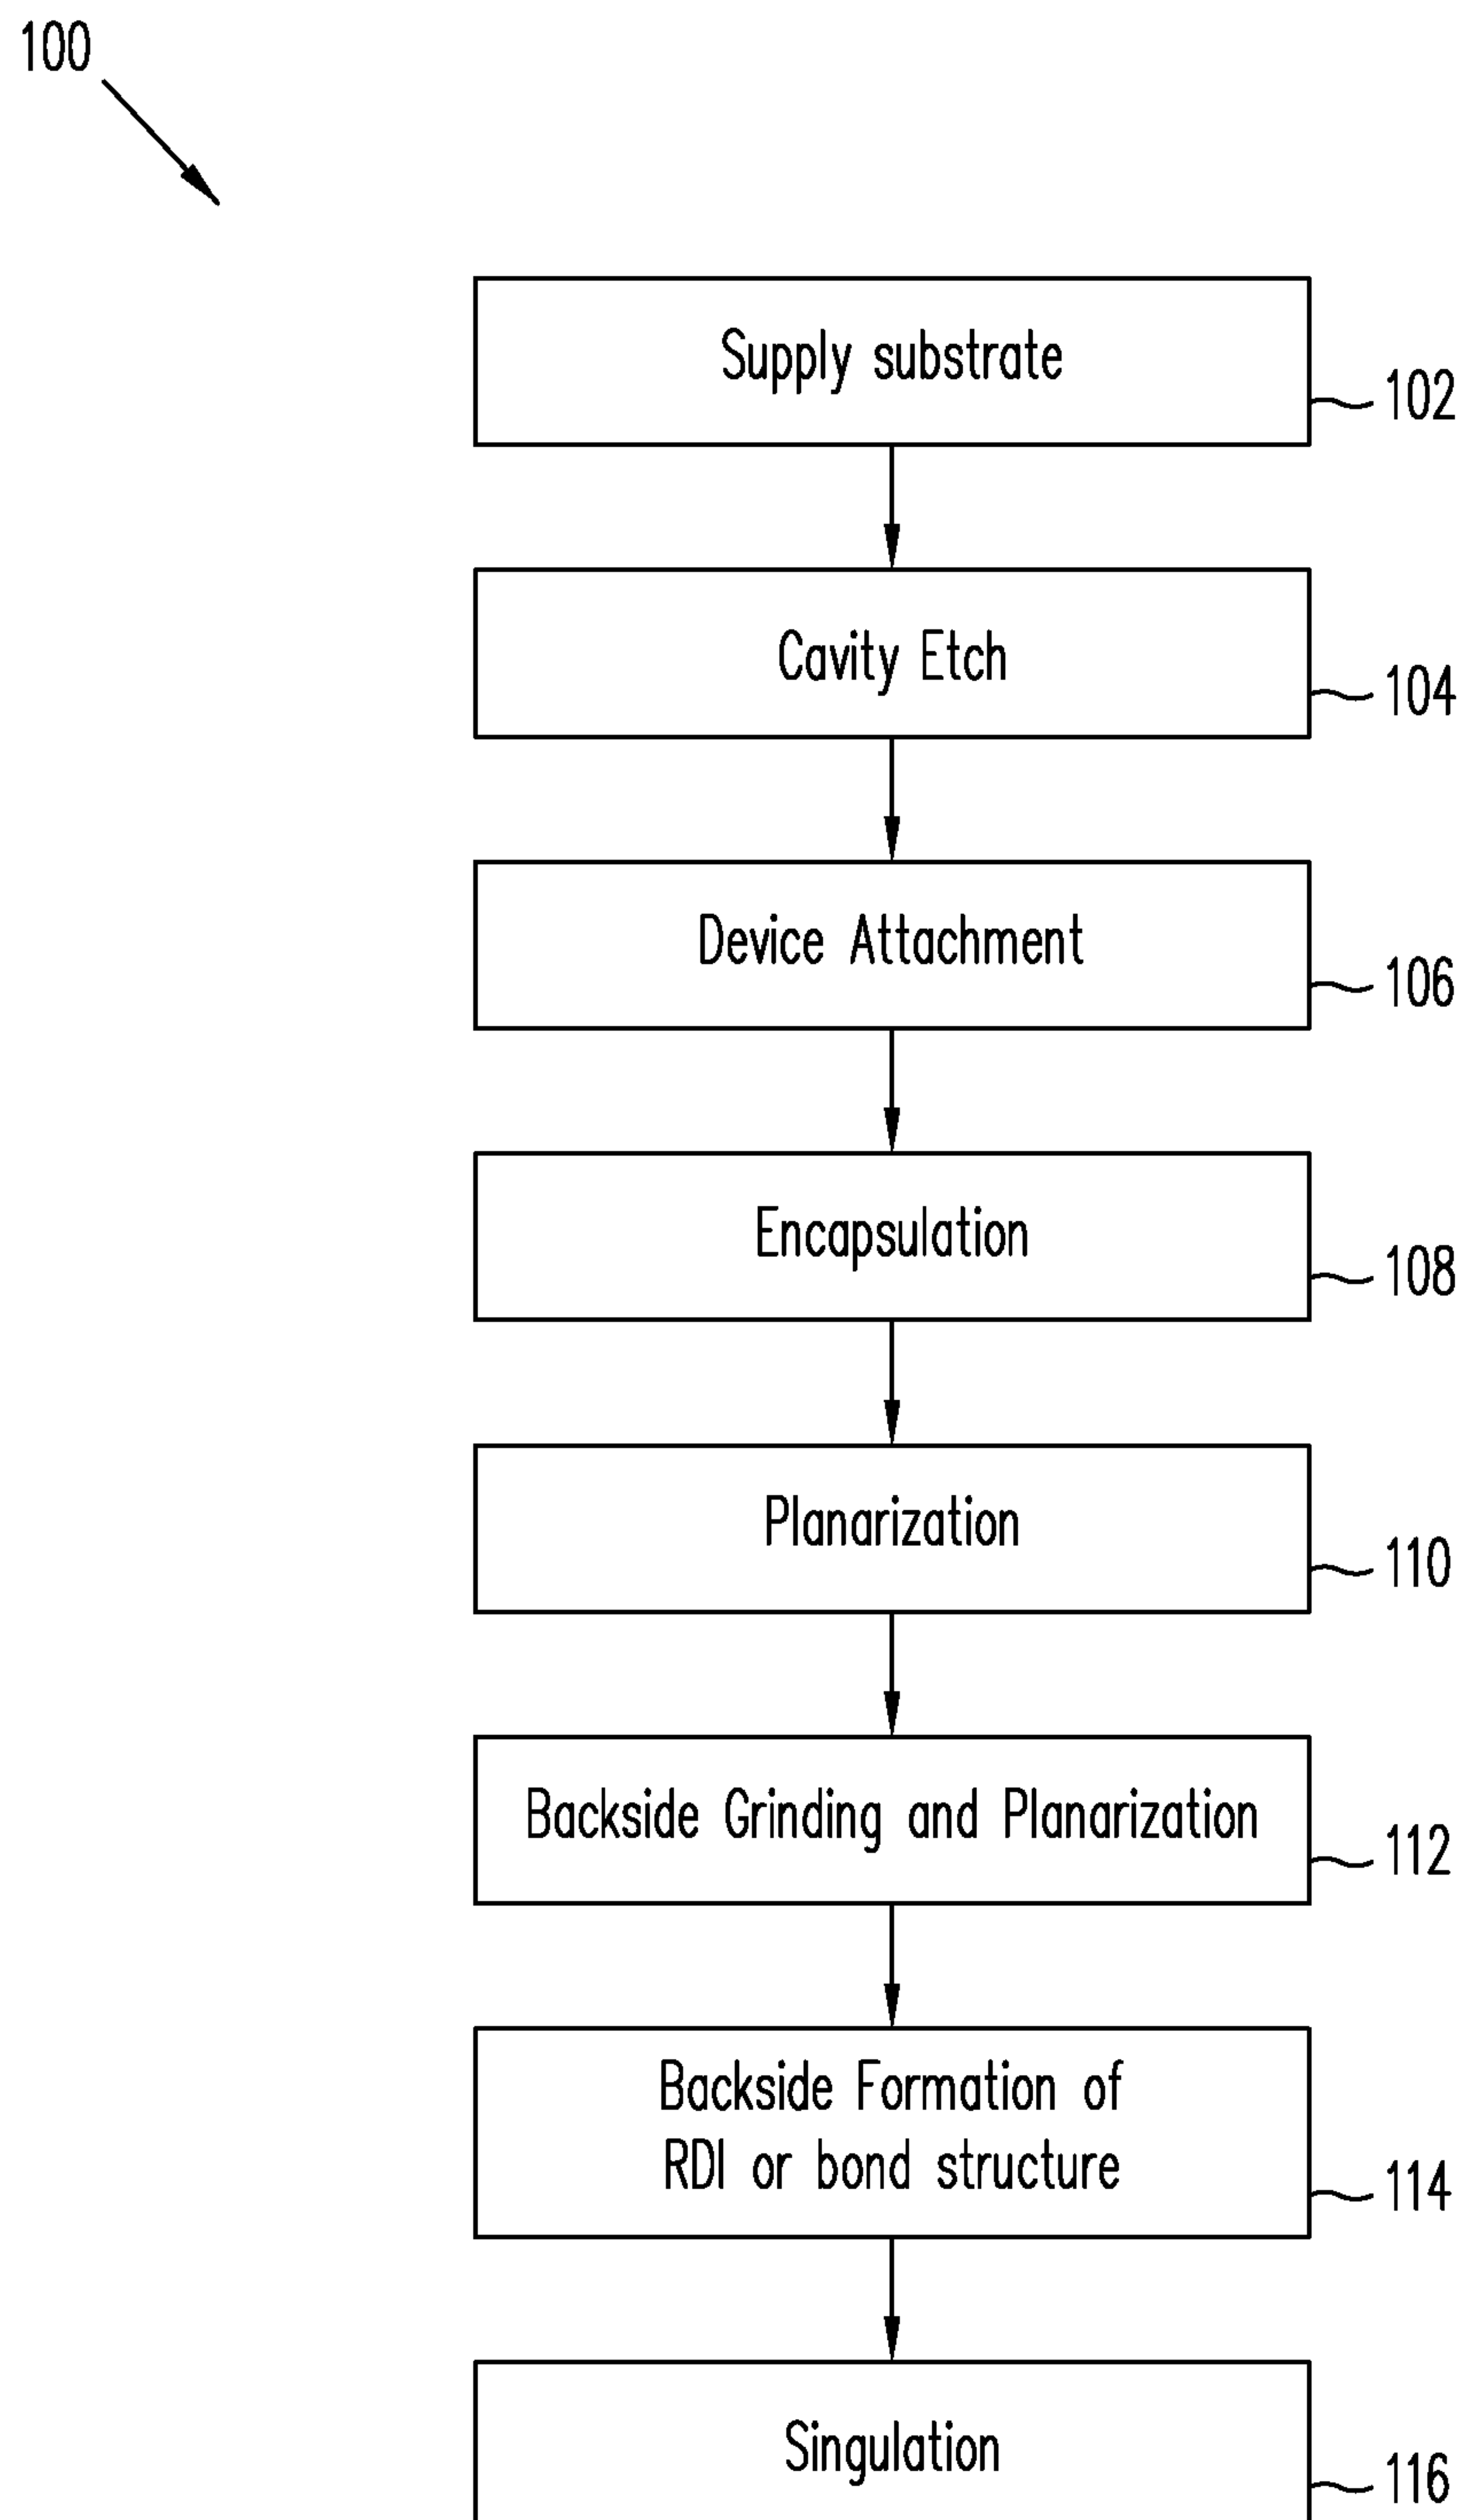 100
Supply substrate
102
Cavity Etch
104
Device Attachment
106
Encapsulation
108
Planarization
110
Backside Grinding and Planarization
112
Backside Formation of
RDI or bond structure
114
Singulation
116